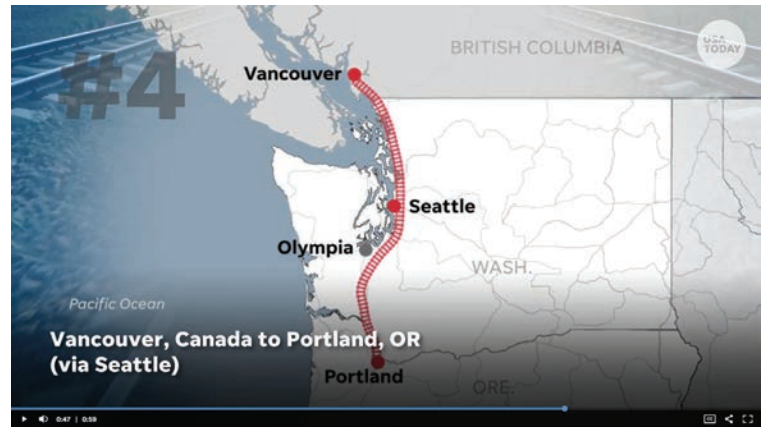 #4
USA
TODAY
BRITISH COLUMBIA
Vancouver
Seattle
Olympia
WASH.
Pacific Ocean
Vancouver, Canada to Portland, OR
(via Seattle)
Portland
ORE.
0:47 | 0:59
CC